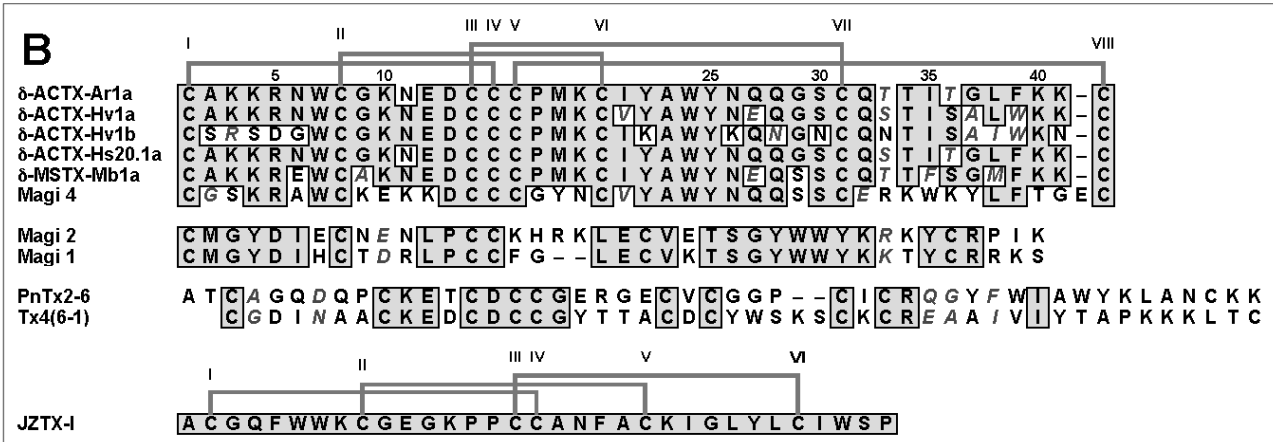 B
III IV V VI VII VIII
I II
5 10 25 30 35 40
δ-ACTX-Ar1a C A K K R N W C G K N E D C C C P M K C I Y A W Y N Q Q G S C Q T T I T G L F K K – C
δ-ACTX-Hv1a C A K K R N W C G K N E D C C C P M K C V Y A W Y N E Q G S C Q S T I S A L W K K – C
δ-ACTX-Hv1b C S R S D G W C G K N E D C C C P M K C I K A W Y K Q N G N C Q N T I S A I W K N – C
δ-ACTX-Hs20.1a C A K K R N W C G K N E D C C C P M K C I Y A W Y N Q Q G S C Q S T I T G L F K K – C
δ-MSTX-Mb1a C A K K R E W C A K N E D C C C P M K C I Y A W Y N E Q S S C Q T T F S G M F K K – C
Magi 4 C G S K R A W C K E K K D C C C G Y N C V Y A W Y N Q Q S S C E R K W K Y L F T G E C
Magi 2 C M G Y D I E C N E N L P C C K H R K L E C V E T S G Y W W Y K R K Y C R P I K
Magi 1 C M G Y D I H C T D R L P C C F G – – L E C V K T S G Y W W Y K K T Y C R R K S
PnTx2-6 A T C A G Q D Q P C K E T C D C C G E R G E C V C G G P – – C I C R Q G Y F W I A W Y K L A N C K K
Tx4(6-1) C G D I N A A C K E D C D C C G Y T T A C D C Y W S K S C K C R E A A I V I Y T A P K K K L T C
III IV V VI
II
I
JZTX-I A C G Q F W W K C G E G K P P C C A N F A C K I G L Y L C I W S P